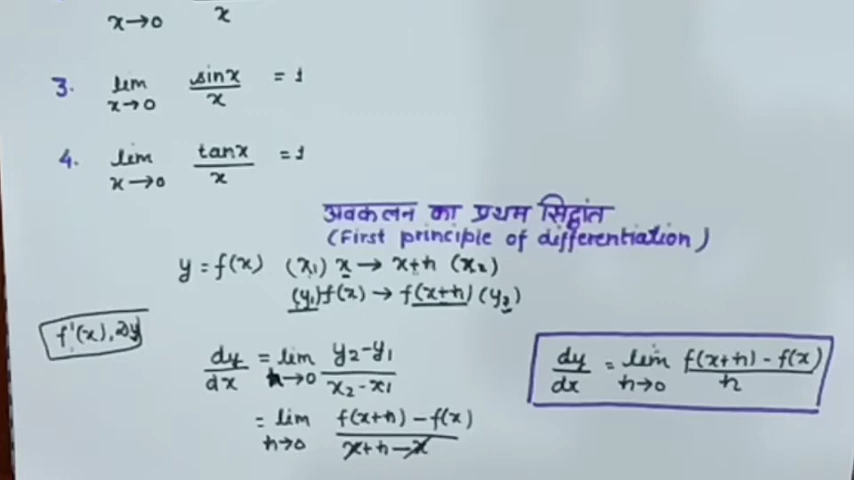 x→0 x
3. lim x→0 sinx/x = 1
4. lim x→0 tanx/x = 1
अवकलन का प्रथम सिद्धांत
(First principle of differentiation)
y = f(x) (x₁) x → x+h (x₂)
(y₁) f(x) → f(x+h) (y₂)
f'(x), Dy
dy/dx = lim h→0 y₂-y₁/x₂-x₁
= lim h→0 f(x+h) - f(x)/x+h-x
dy/dx = lim h→0 f(x+h) - f(x)/h